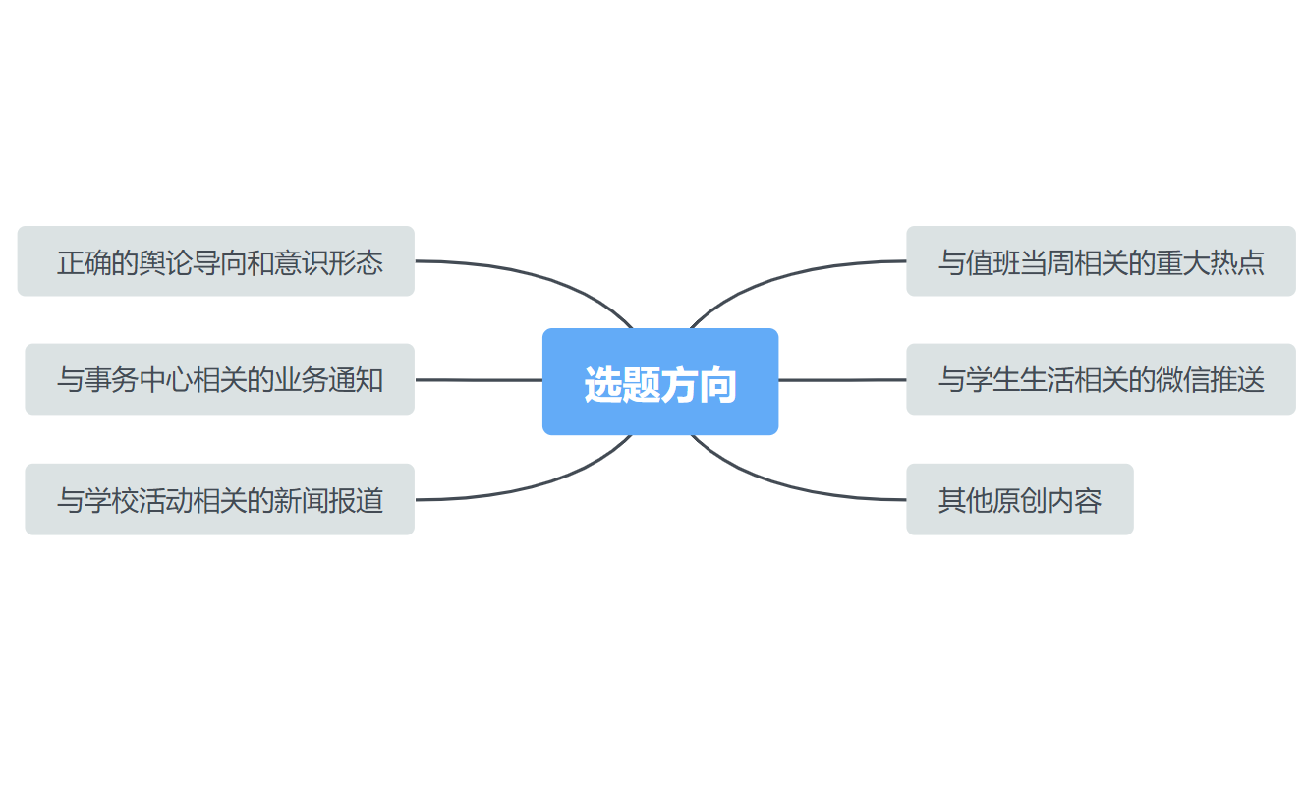 正确的舆论导向和意识形态
与事务中心相关的业务通知
与学校活动相关的新闻报道
选题方向
与值班当周相关的重大热点
与学生生活相关的微信推送
其他原创内容